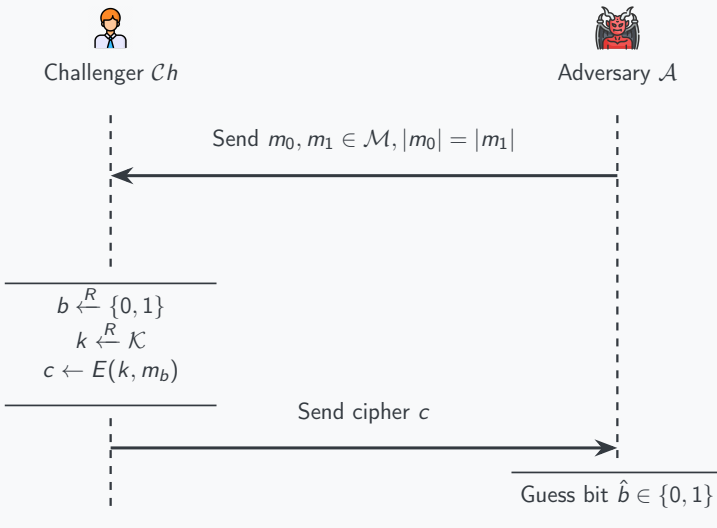 Challenger 𝒞h
Adversary 𝒜
Send m₀, m₁ ∈ ℳ, |m₀| = |m₁|
b ←ᴿ {0, 1}
k ←ᴿ 𝒦
c ← E(k, m_b)
Send cipher c
Guess bit b̂ ∈ {0, 1}